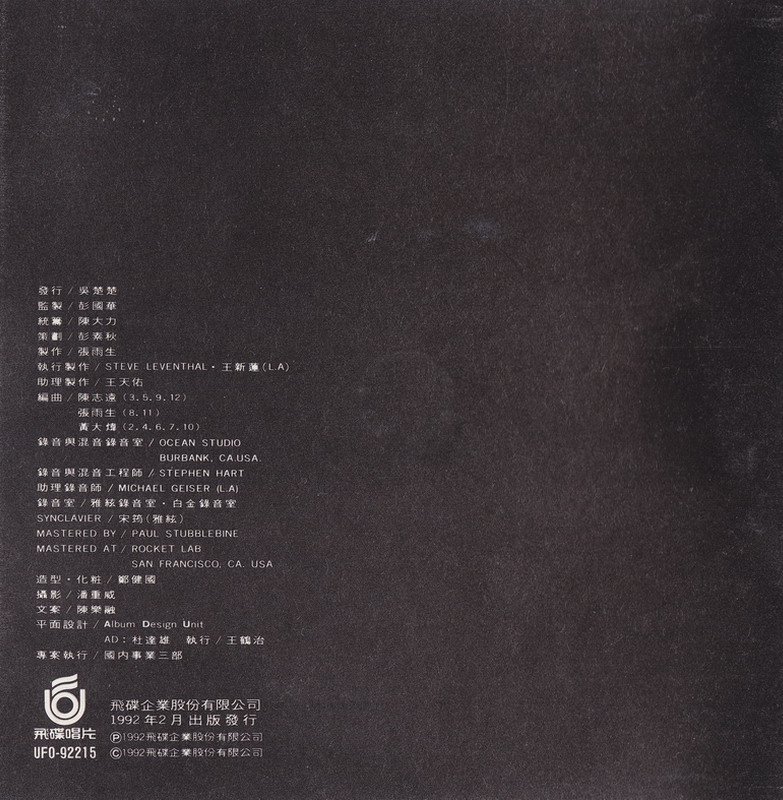 發行 / 吳楚楚
監製 / 彭國華
統籌 / 陳大力
策劃 / 彭素秋
製作 / 張雨生
執行製作 / STEVE LEVENTHAL・王新蓮 (L.A)
助理製作 / 王天佑
編曲 / 陳志遠 (3,5,9,12)
張雨生 (8,11)
黃大煒 (2,4,6,7,10)
錄音與混音錄音室 / OCEAN STUDIO
BURBANK, CA.USA.
錄音與混音工程師 / STEPHEN HART
助理錄音師 / MICHAEL GEISER (L.A)
錄音室 / 雅絃錄音室・白金錄音室
SYNCLAVIER / 宋筠 (雅絃)
MASTERED BY / PAUL STUBBLEBINE
MASTERED AT / ROCKET LAB
SAN FRANCISCO, CA. USA
造型・化粧 / 鄭健國
攝影 / 潘重威
文案 / 陳樂融
平面設計 / Album Design Unit
AD: 杜達雄 執行 / 王鶴治
專案執行 / 國內事業三部
飛碟唱片
UFO-92215
飛碟企業股份有限公司
1992年2月出版發行
Ⓟ1992飛碟企業股份有限公司
Ⓒ1992飛碟企業股份有限公司